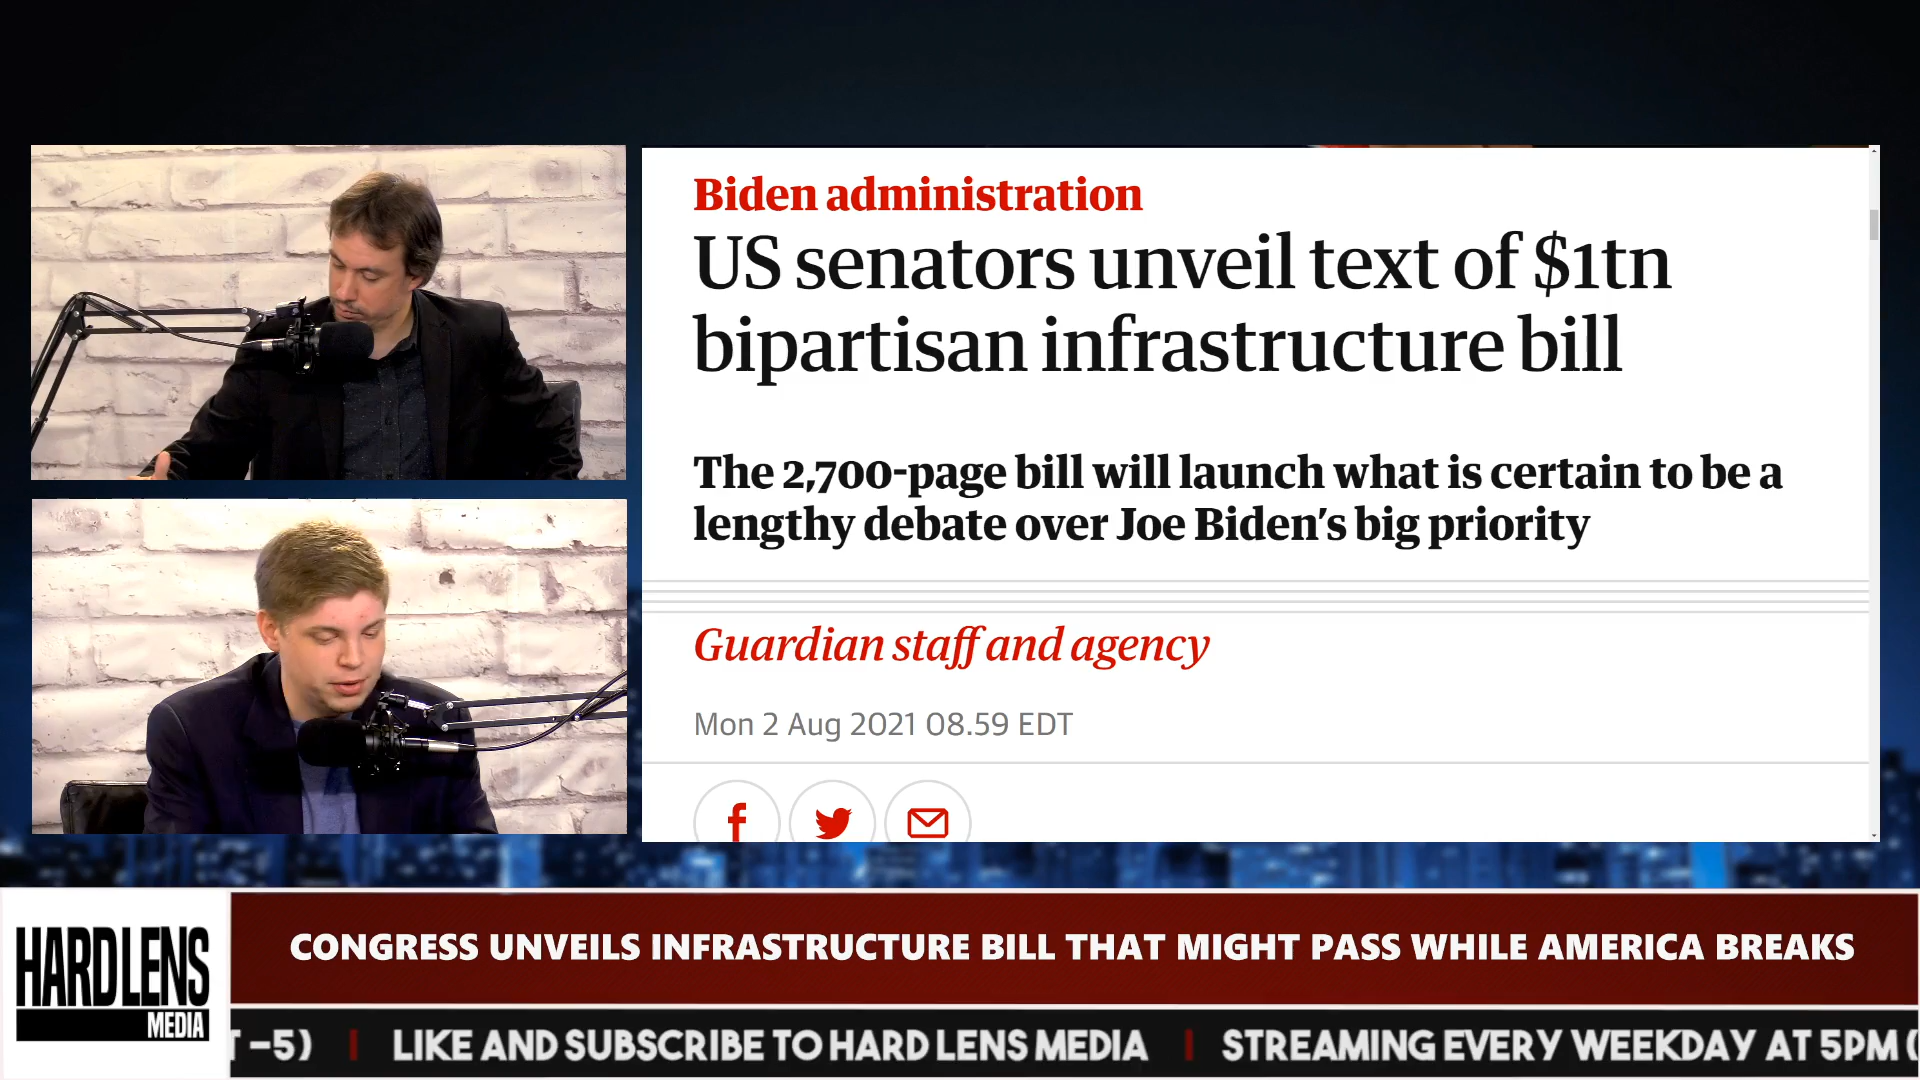 Biden administration
US senators unveil text of $1tn
bipartisan infrastructure bill
The 2,700-page bill will launch what is certain to be a
lengthy debate over Joe Biden’s big priority
Guardian staff and agency
Mon 2 Aug 2021 08.59 EDT
f
HARD LENS
MEDIA
CONGRESS UNVEILS INFRASTRUCTURE BILL THAT MIGHT PASS WHILE AMERICA BREAKS
T -5) | LIKE AND SUBSCRIBE TO HARD LENS MEDIA | STREAMING EVERY WEEKDAY AT 5PM (